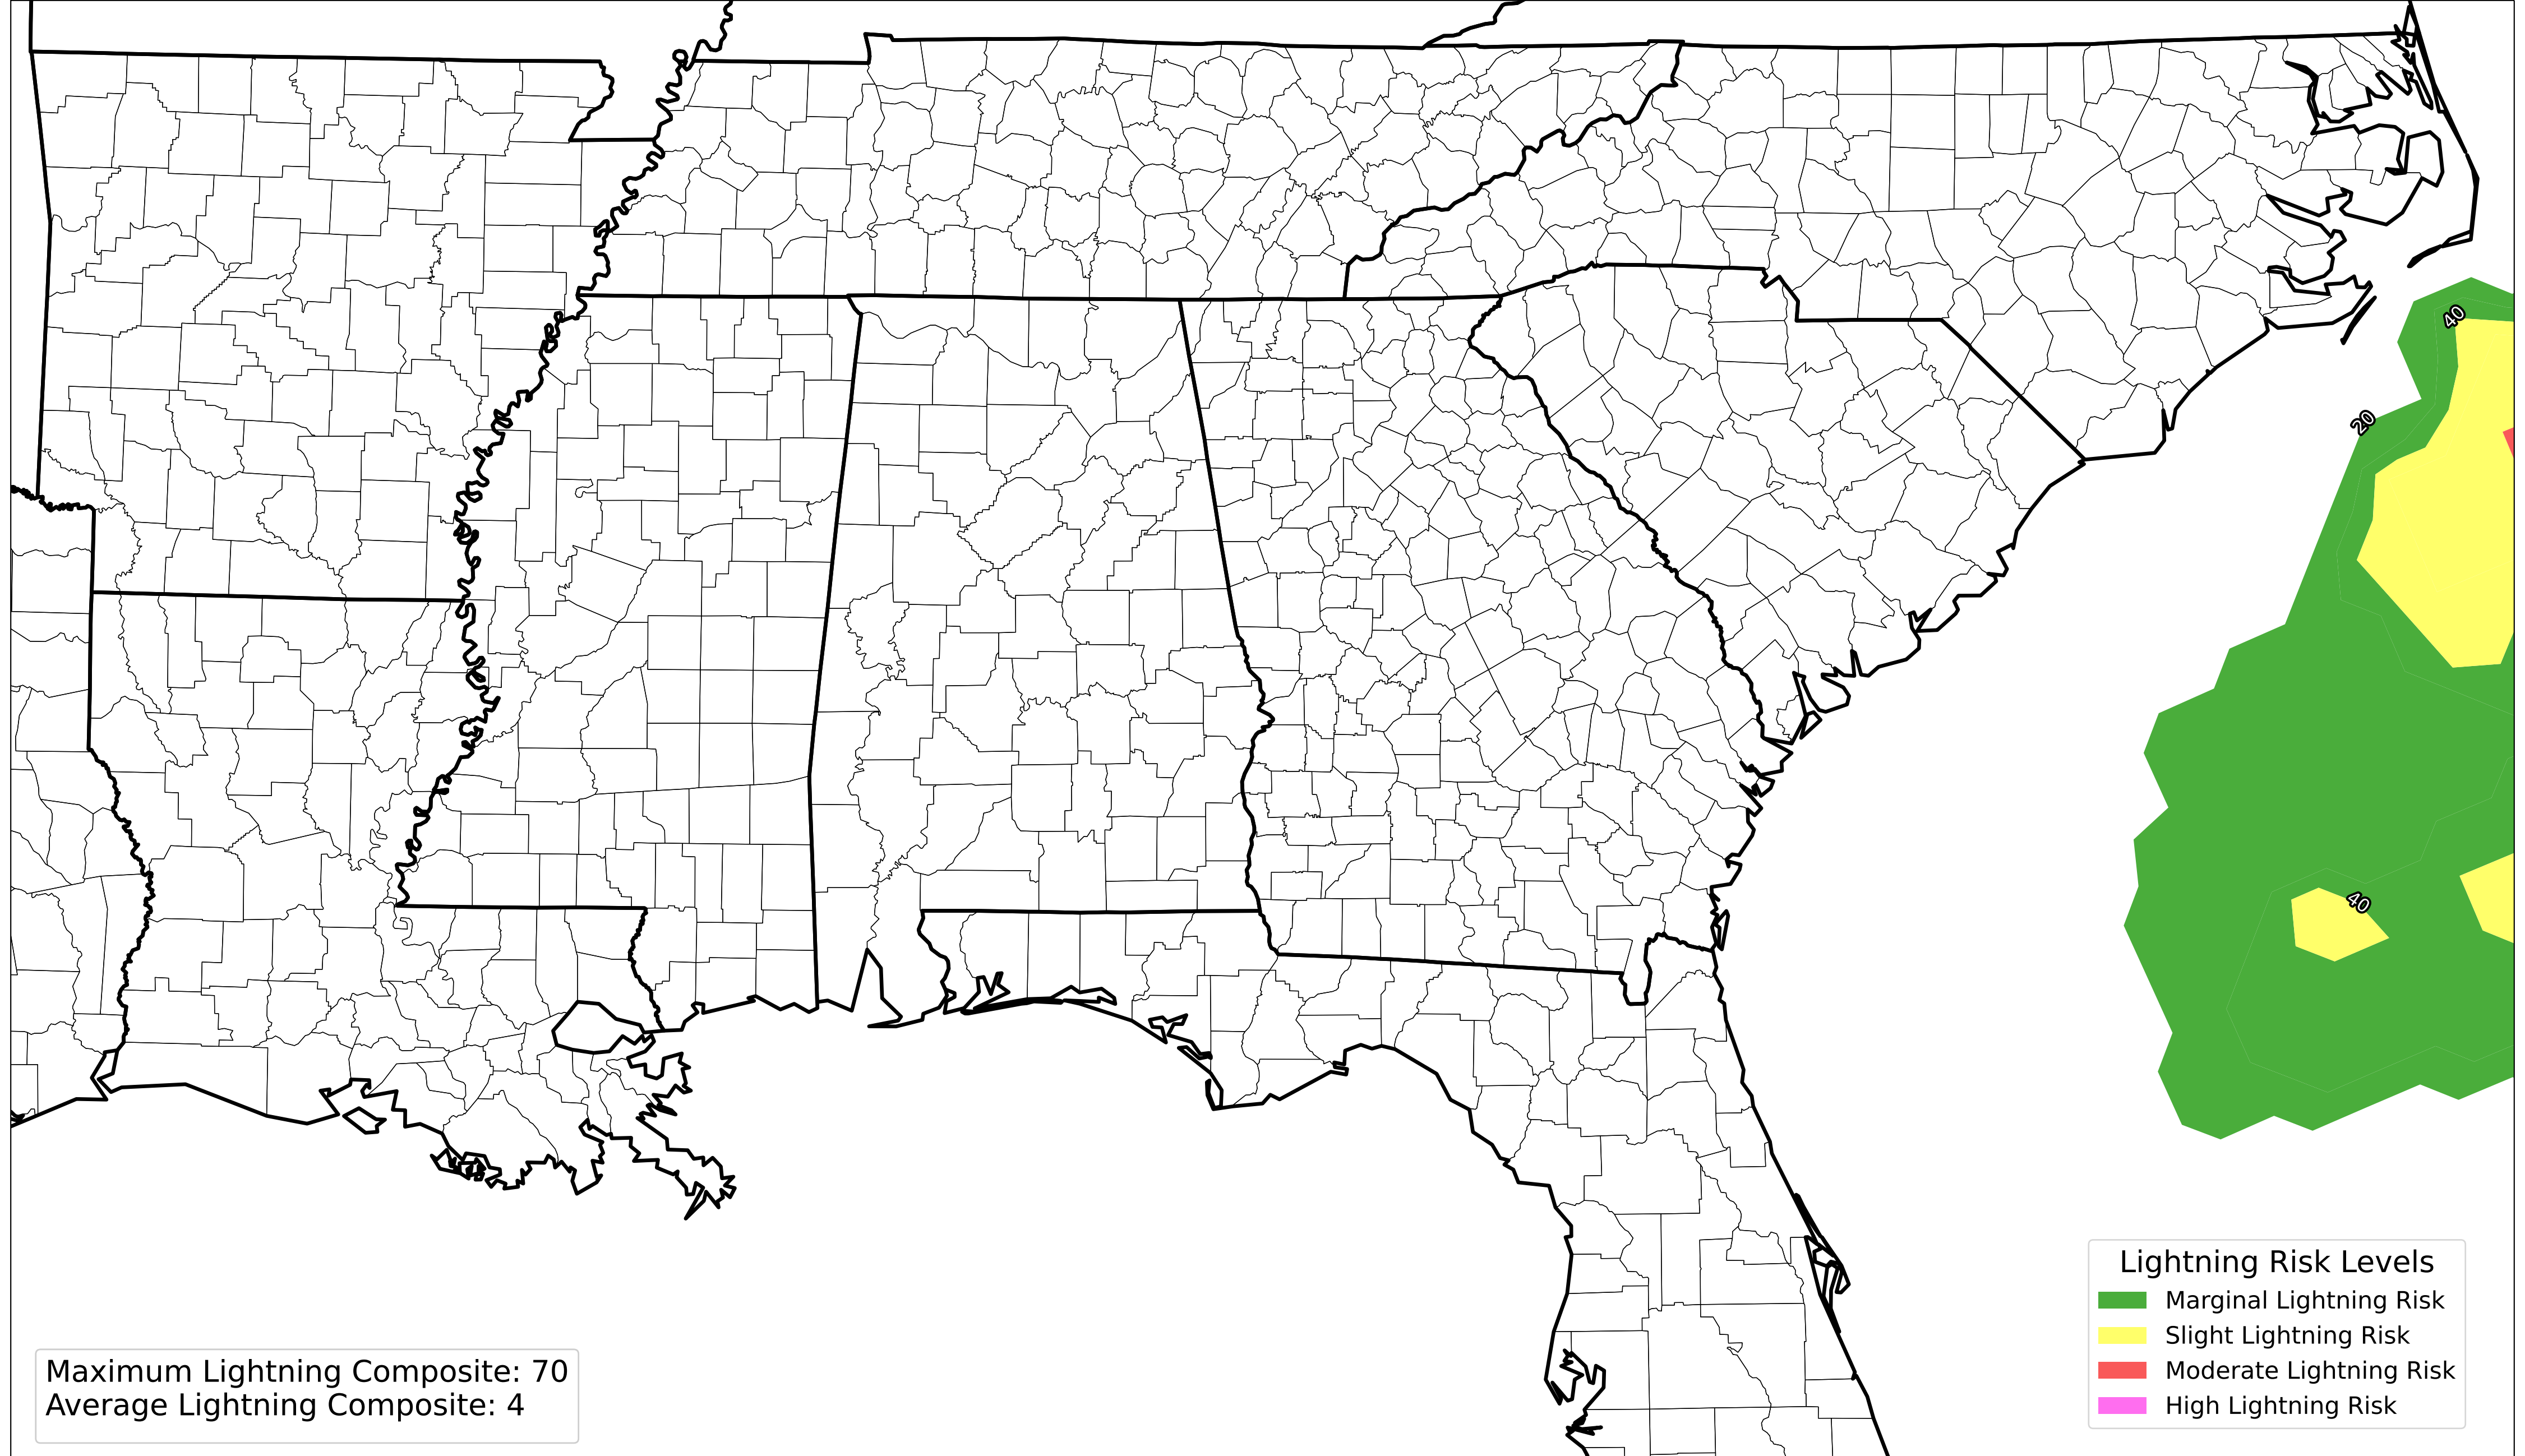 40
20
40
Lightning Risk Levels
Marginal Lightning Risk
Slight Lightning Risk
Moderate Lightning Risk
High Lightning Risk
Maximum Lightning Composite: 70
Average Lightning Composite: 4